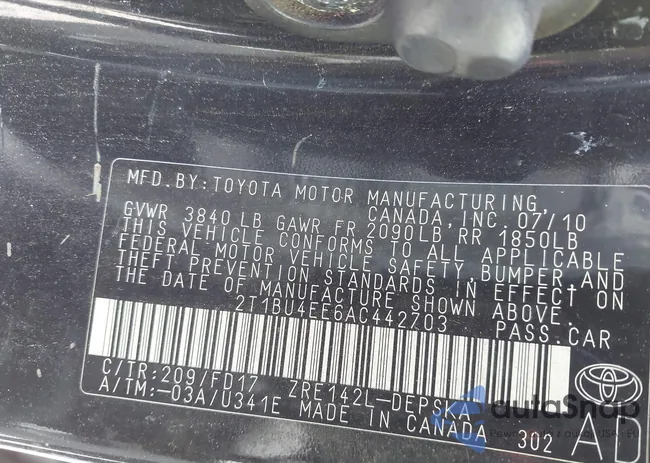 MFD.BY:TOYOTA MOTOR MANUFACTURING
CANADA, INC. 07/10
GVWR 3840 LB GAWR FR 2090LB, RR 1850LB
THIS VEHICLE CONFORMS TO ALL APPLICABLE
FEDERAL MOTOR VEHICLE SAFETY, BUMPER, AND
THEFT PREVENTION STANDARDS IN EFFECT ON
THE DATE OF MANUFACTURE SHOWN ABOVE.
2T1BU4EE6AC442703 PASS.CAR
C/TR:209/FD17 ZRE142L-DEPSKA
A/TM:-03A/U341E MADE IN CANADA 302 AD
autoSnap